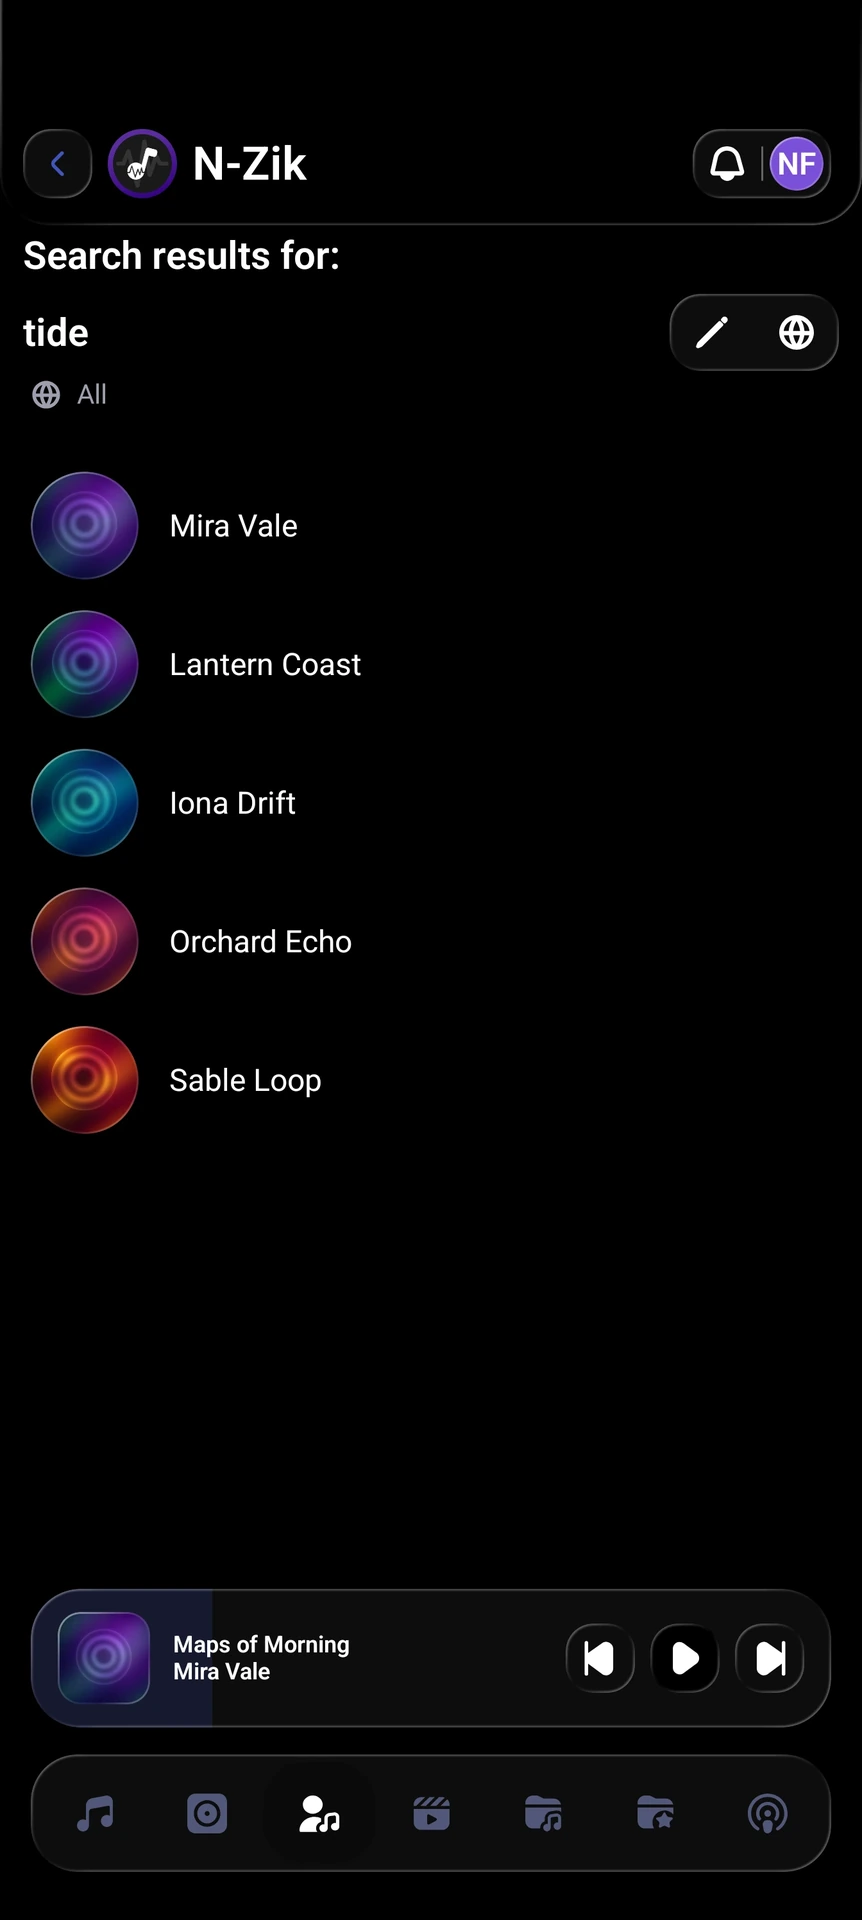 N-Zik
NF
Search results for:
tide
All
Mira Vale
Lantern Coast
Iona Drift
Orchard Echo
Sable Loop
Maps of Morning
Mira Vale